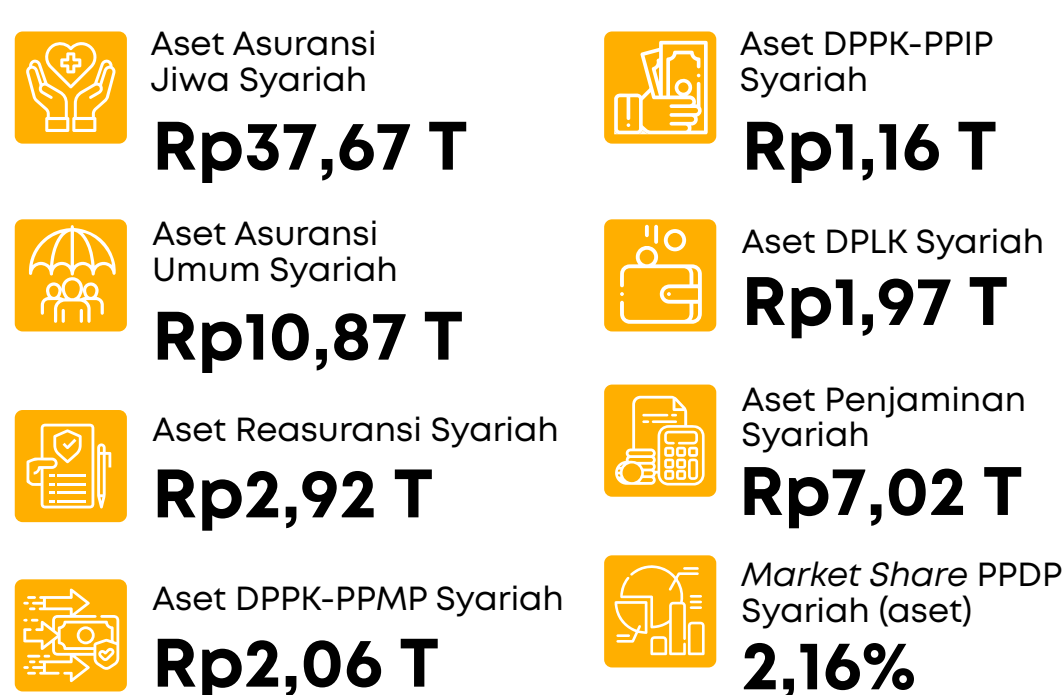 Aset Asuransi
Jiwa Syariah
Rp37,67 T
Aset Asuransi
Umum Syariah
Rp10,87 T
Aset Reasuransi Syariah
Rp2,92 T
Aset DPPK-PPMP Syariah
Rp2,06 T
Aset DPPK-PPIP
Syariah
Rp1,16 T
Aset DPLK Syariah
Rp1,97 T
Aset Penjaminan
Syariah
Rp7,02 T
Market Share PPDP
Syariah (aset)
2,16%